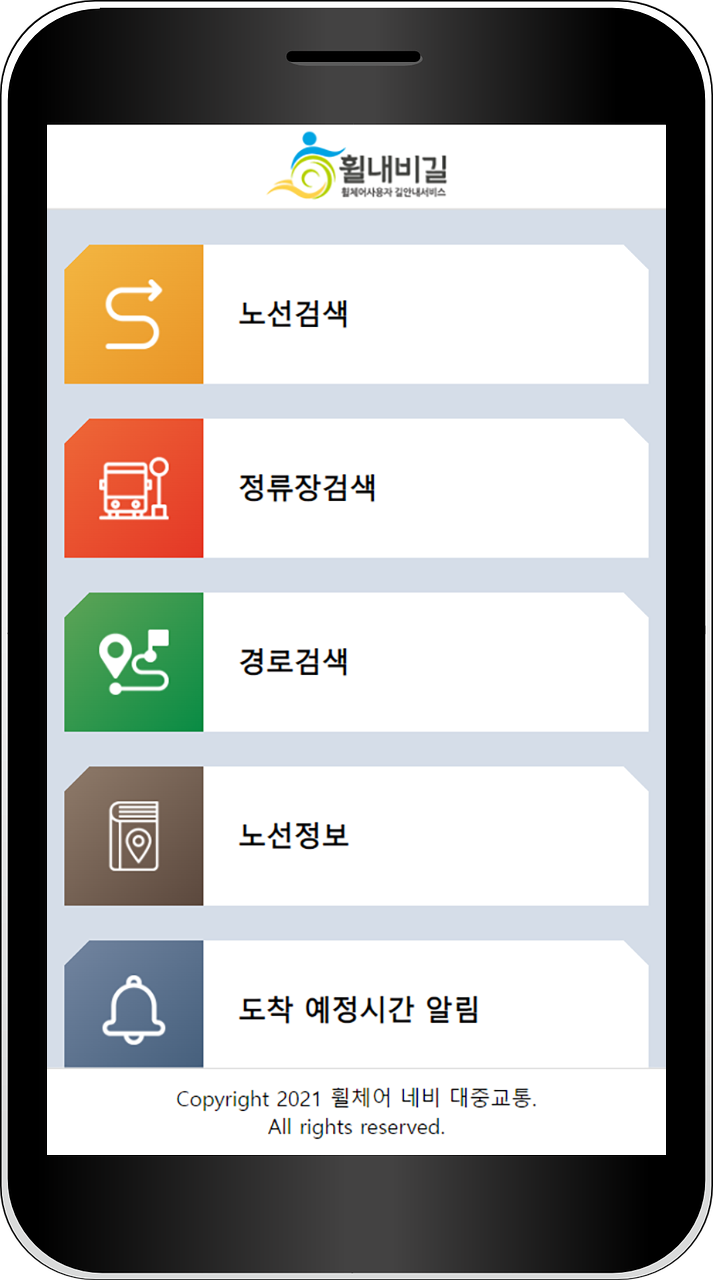 휠내비길
휠체어사용자 길안내서비스
노선검색
정류장검색
경로검색
노선정보
도착 예정시간 알림
Copyright 2021 휠체어 네비 대중교통.
All rights reserved.